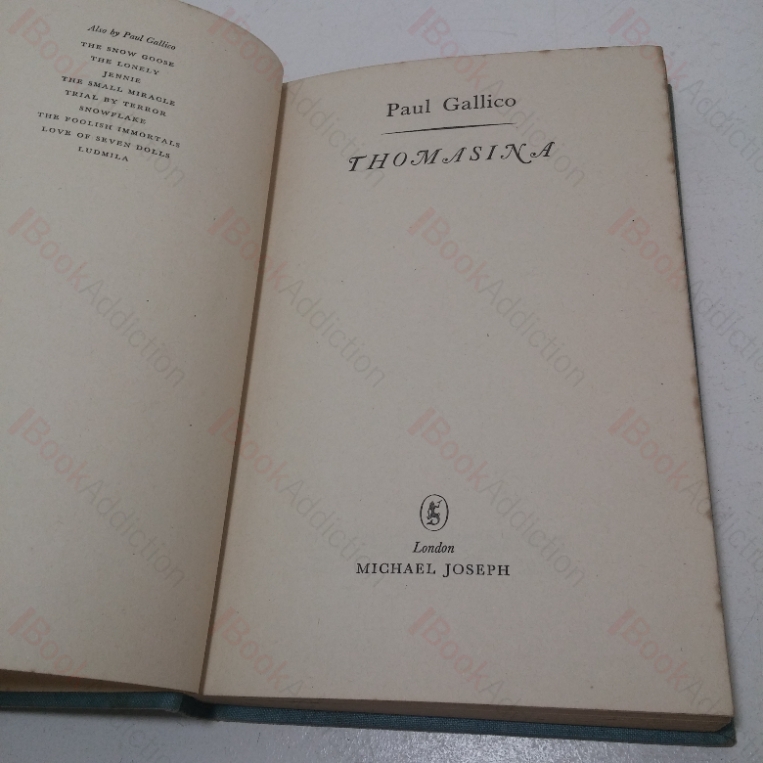 Also by Paul Gallico
THE SNOW GOOSE
THE LONELY
JENNIE
THE SMALL MIRACLE
TRIAL BY TERROR
SNOWFLAKE
THE FOOLISH IMMORTALS
LOVE OF SEVEN DOLLS
LUDMILA
Paul Gallico
THOMASINA
London
MICHAEL JOSEPH
BookAddiction